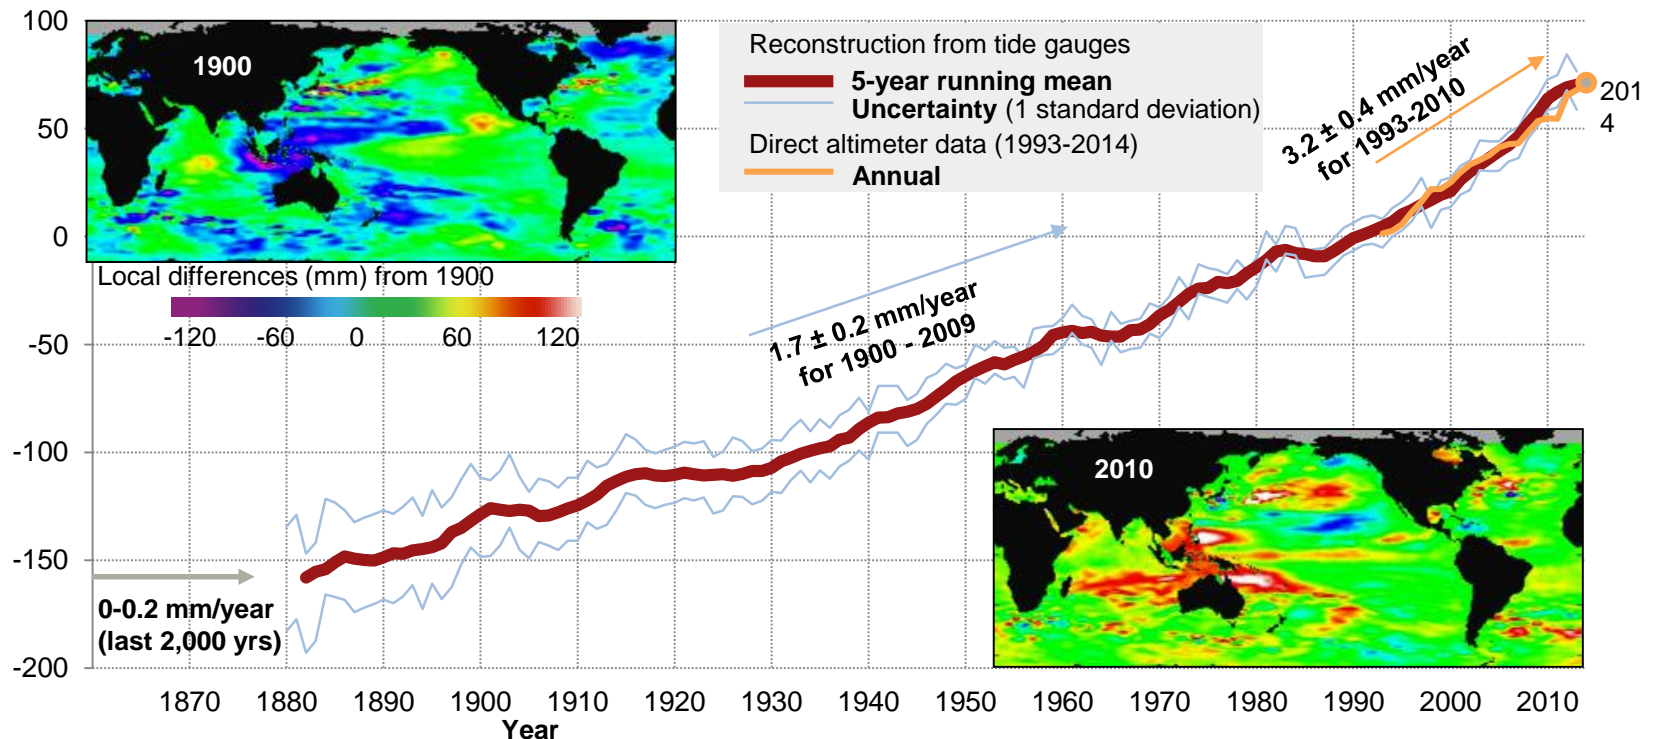 100
50
0
-50
-100
-150
-200
1900
Local differences (mm) from 1900
-120 -60 0 60 120
Reconstruction from tide gauges
5-year running mean
Uncertainty (1 standard deviation)
Direct altimeter data (1993-2014)
Annual
3.2 ± 0.4 mm/year
for 1993-2010
201
4
1.7 ± 0.2 mm/year
for 1900 - 2009
2010
0-0.2 mm/year
(last 2,000 yrs)
1870 1880 1890 1900 1910 1920 1930 1940 1950 1960 1970 1980 1990 2000 2010
Year